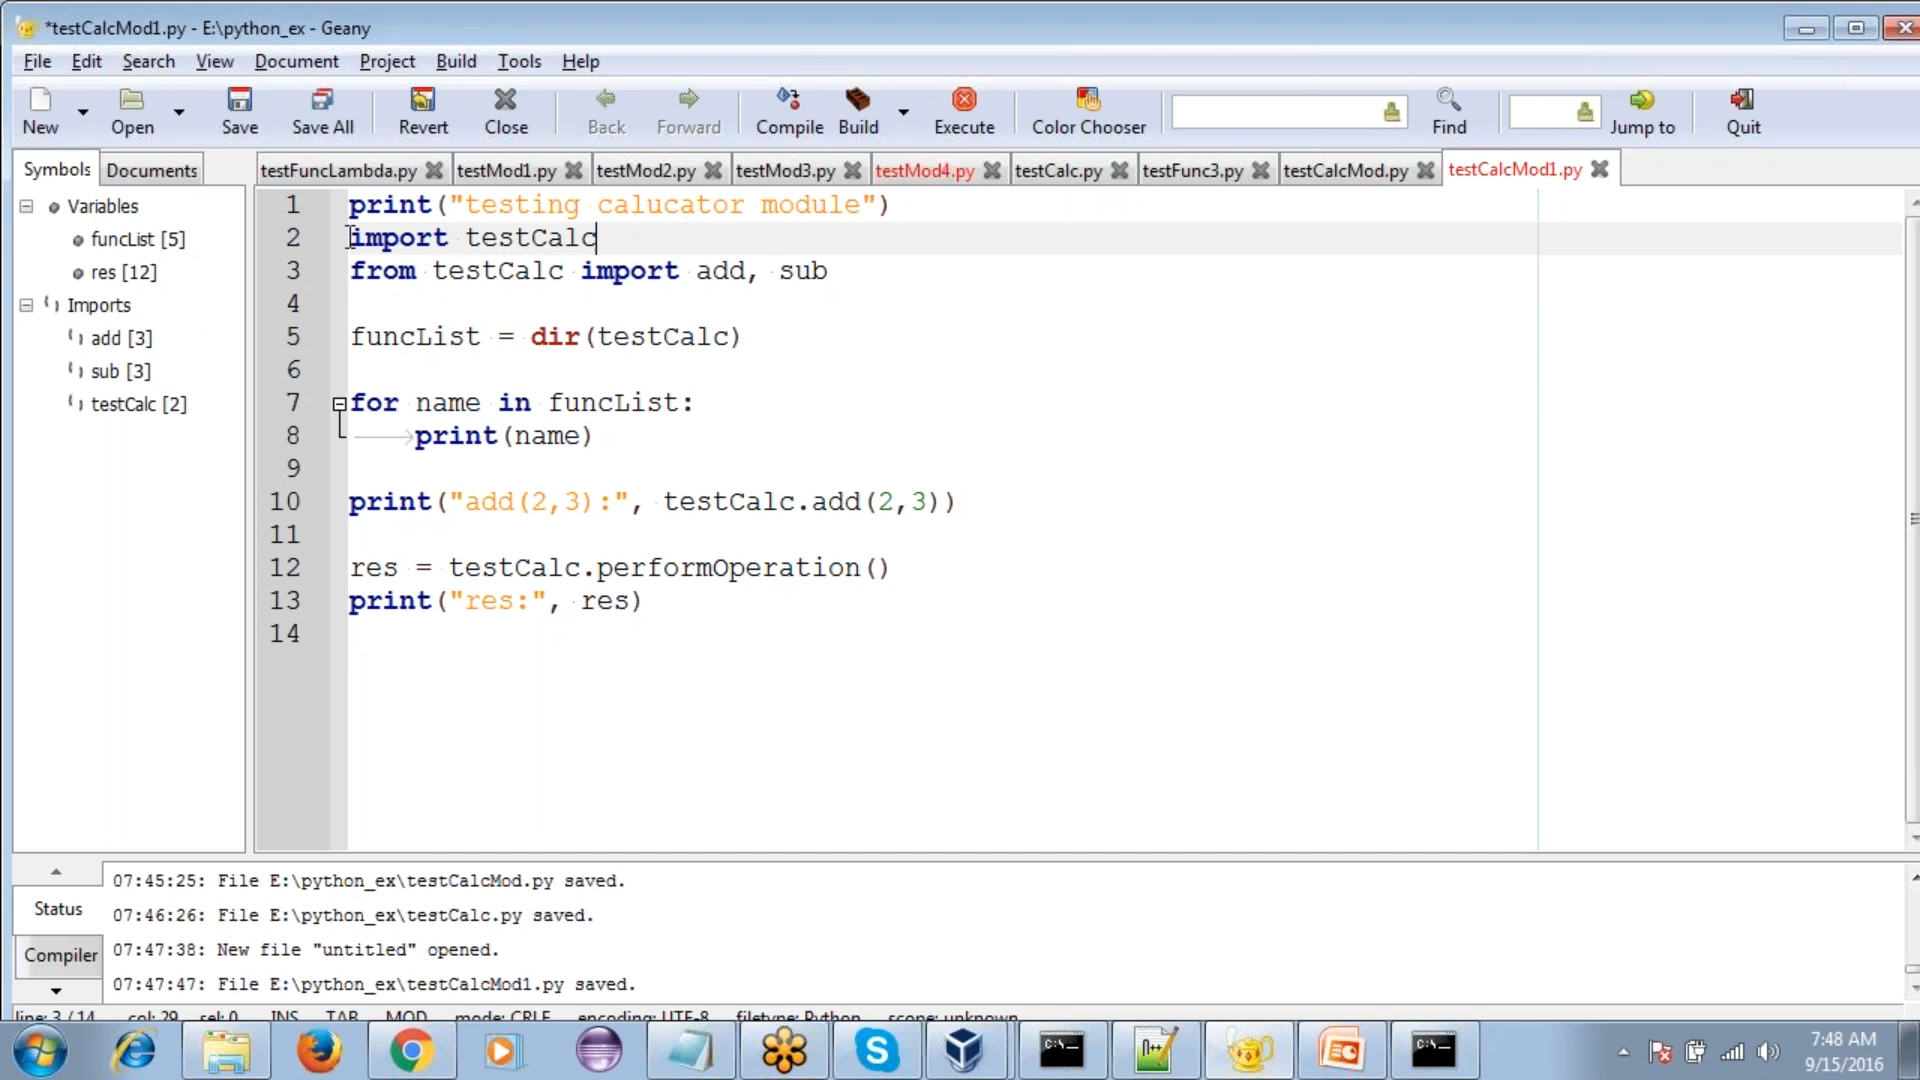 *testCalcMod1.py - E:\python_ex - Geany
File Edit Search View Document Project Build Tools Help
New Open Save Save All Revert Close Back Forward Compile Build Execute Color Chooser Find Jump to Quit
Symbols Documents
testFuncLambda.py testMod1.py testMod2.py testMod3.py testMod4.py testCalc.py testFunc3.py testCalcMod.py testCalcMod1.py
Variables
funcList [5]
res [12]
Imports
add [3]
sub [3]
testCalc [2]
1 print("testing calucator module")
2 import testCalc
3 from testCalc import add, sub
4
5 funcList = dir(testCalc)
6
7 for name in funcList:
8 print(name)
9
10 print("add(2,3):", testCalc.add(2,3))
11
12 res = testCalc.performOperation()
13 print("res:", res)
14
Status
Compiler
07:45:25: File E:\python_ex\testCalcMod.py saved.
07:46:26: File E:\python_ex\testCalc.py saved.
07:47:38: New file "untitled" opened.
07:47:47: File E:\python_ex\testCalcMod1.py saved.
line: 3 / 14 col: 29 sel: 0 INS TAB MOD mode: CRLF encoding: UTF-8 filetype: Python scope: unknown
7:48 AM
9/15/2016